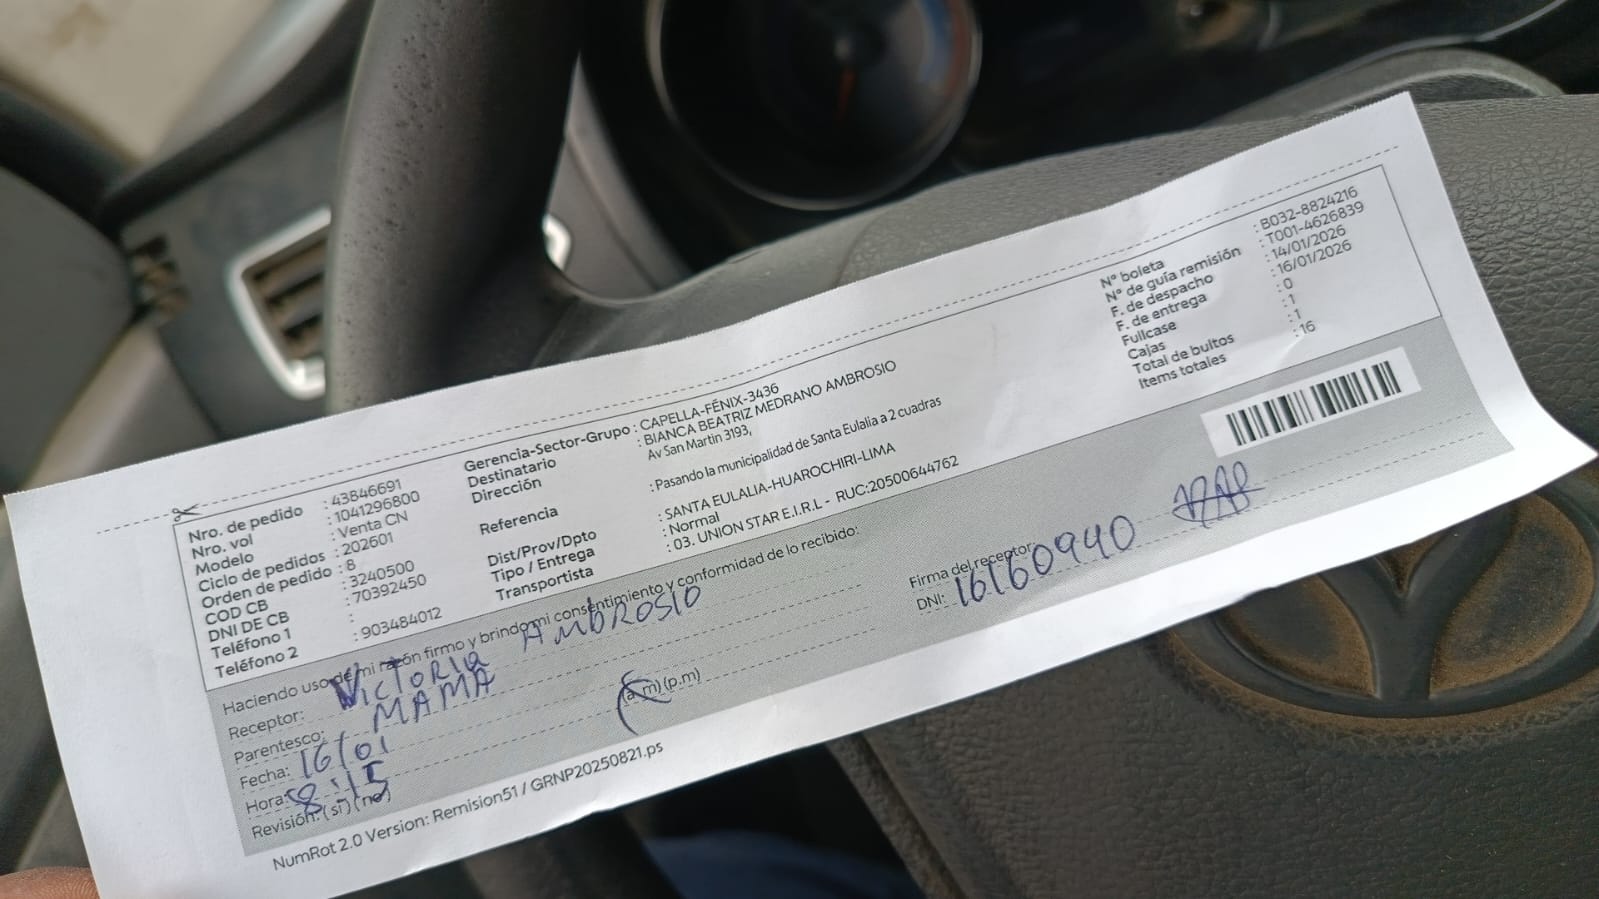 Nro. de pedido : 43846691
Nro. vol : 1041296800
Modelo : Venta CN
Ciclo de pedidos : 202601
Orden de pedido : 8
COD CB : 3240500
DNI DE CB : 70392450
Teléfono 1 :
Teléfono 2 : 903484012
Gerencia-Sector-Grupo : CAPELLA-FÉNIX-3436
Destinatario : BIANCA BEATRIZ MEDRANO AMBROSIO
Dirección Av San Martin 3193,
Referencia : Pasando la municipalidad de Santa Eulalia a 2 cuadras
Dist/Prov/Dpto : SANTA EULALIA-HUAROCHIRI-LIMA
Tipo / Entrega : Normal
Transportista : 03. UNION STAR E.I.R.L - RUC:20500644762
N° boleta : B032-8824216
N° de guía remisión : T001-4626839
F. de despacho : 14/01/2026
F. de entrega : 16/01/2026
Fullcase : 0
Cajas : 1
Total de bultos : 1
Items totales : 16
Haciendo uso de mi razón firmo y brindo mi consentimiento y conformidad de lo recibido:
Receptor: VICTORIA AMBROSIO
Parentesco: MAMÁ
Fecha: 16/01
Hora: 8:15 (a.m) (p.m)
Revisión: (si) (no)
Firma del receptor:
DNI: 16160940
NumRot 2.0 Version: Remision51 / GRNP20250821.ps